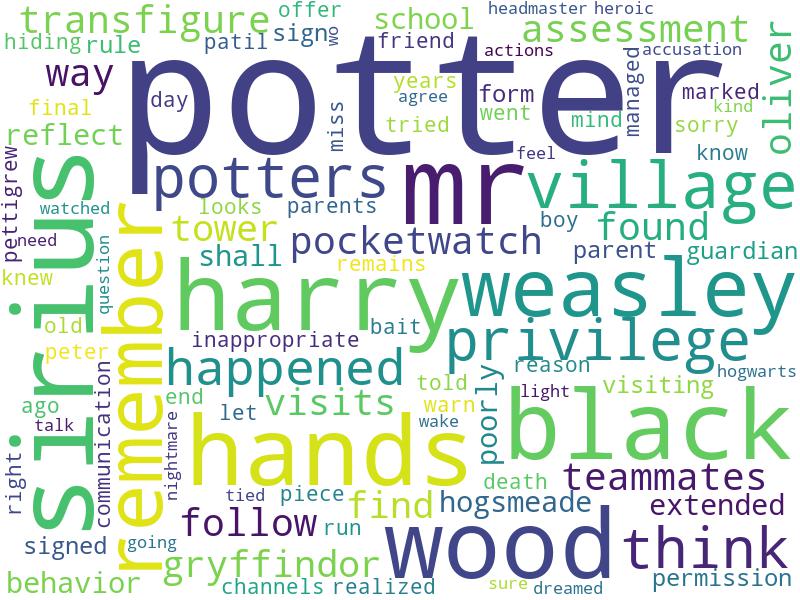 transfigure
offer
sign
wo
school
headmaster
heroic
assessment
hiding
rule
patil
friend
actions
accusation
oliver
way
potter
day
years
agree
form
managed
marked
kind
final
miss
tried
went
mind
sorry
reflect
pettigrew
sirius
potters
mr
feel
know
village
watched
remember
looks
parents
boy
found
tower
pocketwatch
parent
guardian
need
question
shall
remains
knew
harry
weasley
old
inappropriate
bait
privilege
peter
happened
reason
hogwarts
communication
told
light
visiting
ago
end
visits
warn
poorly
black
talk
nightmare
let
hands
wake
death
teammates
right
tied
piece
find
hogsmeade
extended
follow
run
signed
going
wood
think
gryffindor
behavior
channels
realized
sure
dreamed
permission